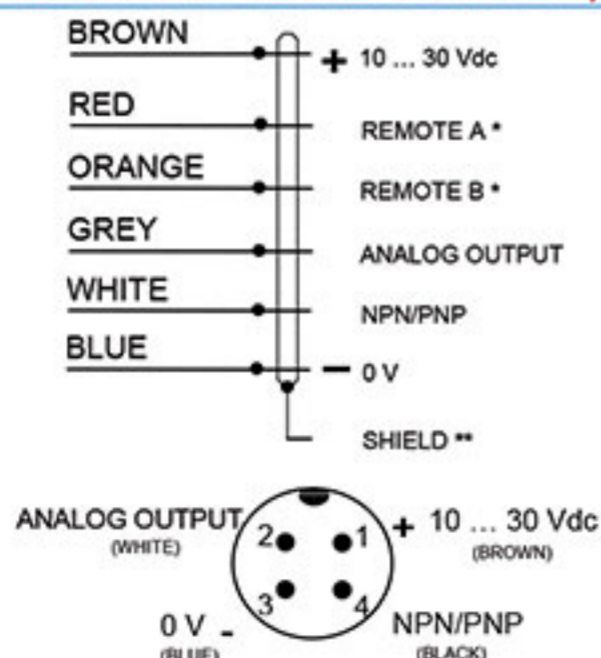 BROWN
+ 10 ... 30 Vdc
RED
REMOTE A *
ORANGE
REMOTE B *
GREY
ANALOG OUTPUT
WHITE
NPN/PNP
BLUE
− 0 V
SHIELD **
ANALOG OUTPUT
(WHITE)
2
1
+ 10 ... 30 Vdc
(BROWN)
3
4
0 V -
(BLUE)
NPN/PNP
(BLACK)